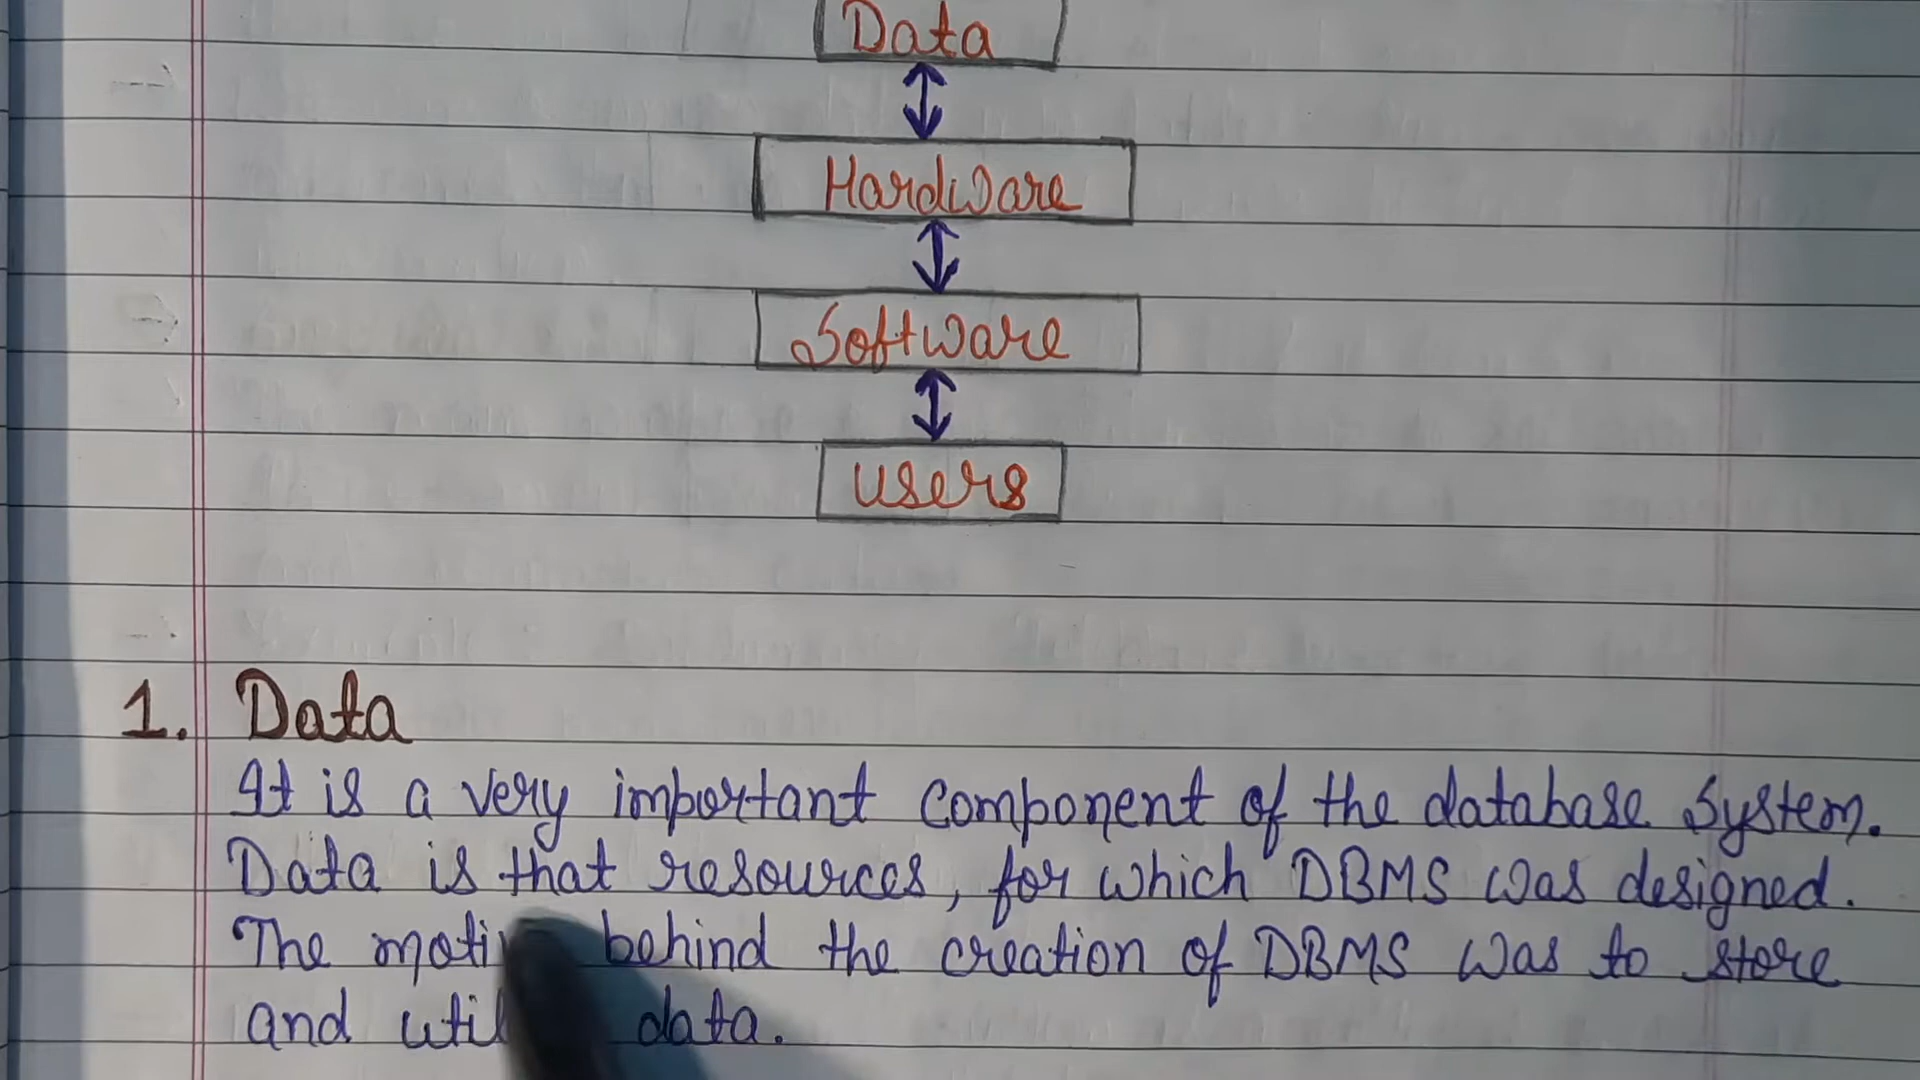 Data
Hardware
Software
users
1. Data
It is a very important component of the database system.
Data is that resources, for which DBMS was designed.
The behind the creation of DBMS was to store
and data.